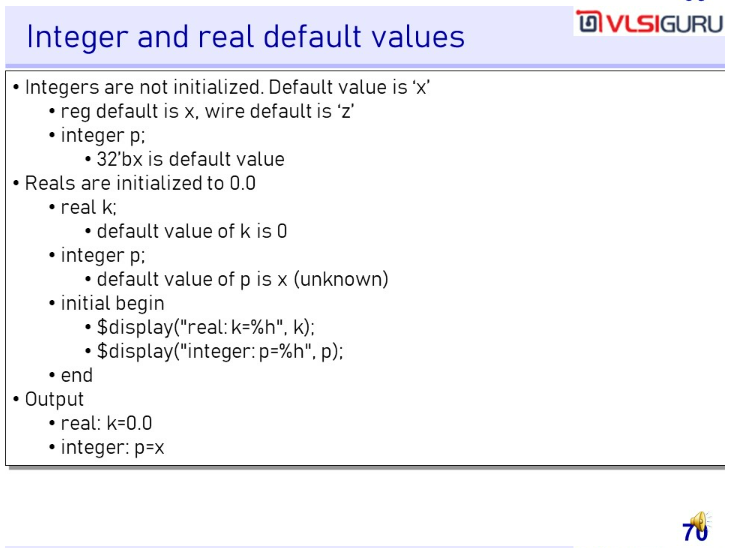 VLSIGURU
Integer and real default values
• Integers are not initialized. Default value is ‘x’
• reg default is x, wire default is ‘z’
• integer p;
• 32’bx is default value
• Reals are initialized to 0.0
• real k;
• default value of k is 0
• integer p;
• default value of p is x (unknown)
• initial begin
• $display("real: k=%h", k);
• $display("integer: p=%h", p);
• end
• Output
• real: k=0.0
• integer: p=x
70